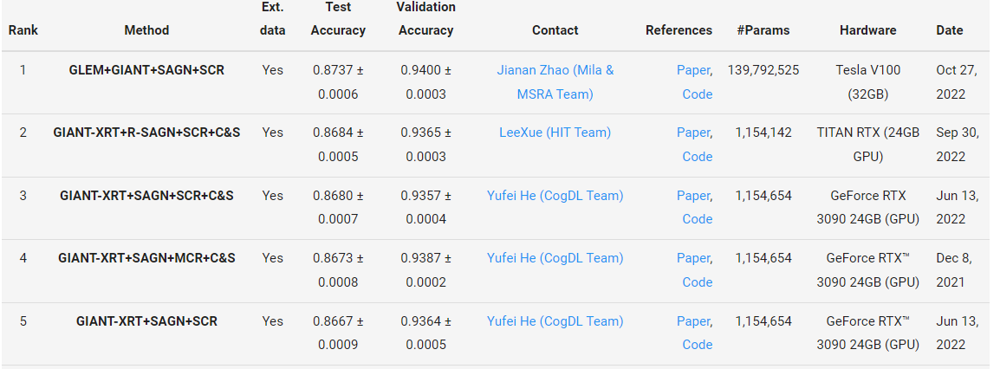 Ext. Test Validation
Rank Method data Accuracy Accuracy Contact References #Params Hardware Date
1 GLEM+GIANT+SAGN+SCR Yes 0.8737 ± 0.9400 ± Jianan Zhao (Mila & Paper, 139,792,525 Tesla V100 Oct 27,
0.0006 0.0003 MSRA Team) Code (32GB) 2022
2 GIANT-XRT+R-SAGN+SCR+C&S Yes 0.8684 ± 0.9365 ± LeeXue (HIT Team) Paper, 1,154,142 TITAN RTX (24GB Sep 30,
0.0005 0.0003 Code GPU) 2022
3 GIANT-XRT+SAGN+SCR+C&S Yes 0.8680 ± 0.9357 ± Yufei He (CogDL Team) Paper, 1,154,654 GeForce RTX Jun 13,
0.0007 0.0004 Code 3090 24GB (GPU) 2022
4 GIANT-XRT+SAGN+MCR+C&S Yes 0.8673 ± 0.9387 ± Yufei He (CogDL Team) Paper, 1,154,654 GeForce RTX™ Dec 8,
0.0008 0.0002 Code 3090 24GB (GPU) 2021
5 GIANT-XRT+SAGN+SCR Yes 0.8667 ± 0.9364 ± Yufei He (CogDL Team) Paper, 1,154,654 GeForce RTX™ Jun 13,
0.0009 0.0005 Code 3090 24GB (GPU) 2022